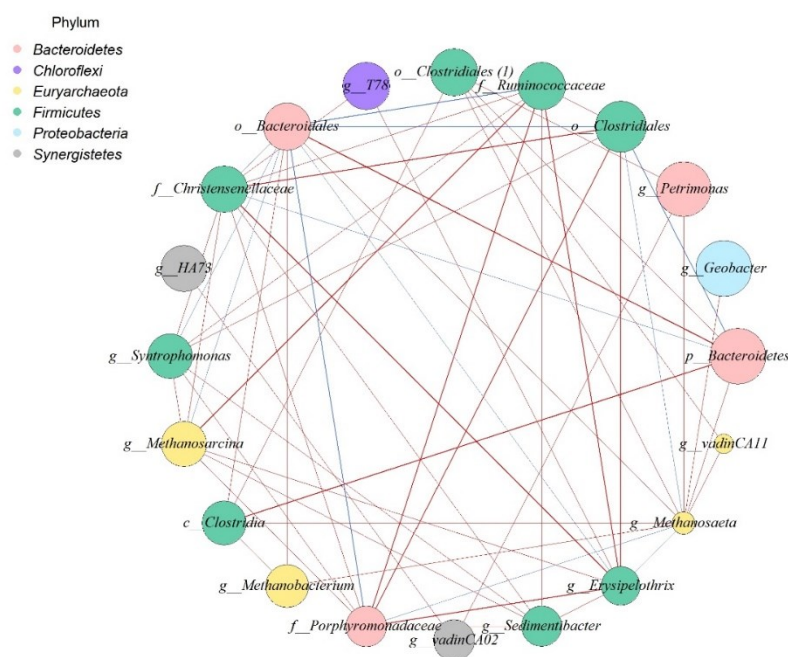 Phylum
Bacteroidetes
Chloroflexi
Euryarchaeota
Firmicutes
Proteobacteria
Synergistetes
o__Clostridiales (1)
g__T78
f__Ruminococcaceae
o__Bacteroidales
o__Clostridiales
f__Christensenellaceae
g__Petrimonas
g__HA73
g__Geobacter
g__Syntrophomonas
p__Bacteroidetes
g__Methanosarcina
g__vadinCA11
c__Clostridia
g__Methanosaeta
g__Methanobacterium
g__Erysipelothrix
f__Porphyromonadaceae
g__Sedimentibacter
g__vadinCA02